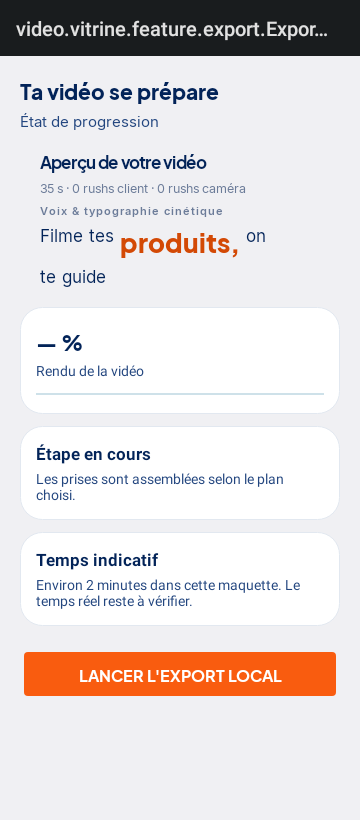 video.vitrine.feature.export.Expor…
Ta vidéo se prépare
État de progression
Aperçu de votre vidéo
35 s · 0 rushs client · 0 rushs caméra
Voix & typographie cinétique
Filme tes produits, on
te guide
— %
Rendu de la vidéo
Étape en cours
Les prises sont assemblées selon le plan
choisi.
Temps indicatif
Environ 2 minutes dans cette maquette. Le
temps réel reste à vérifier.
LANCER L'EXPORT LOCAL